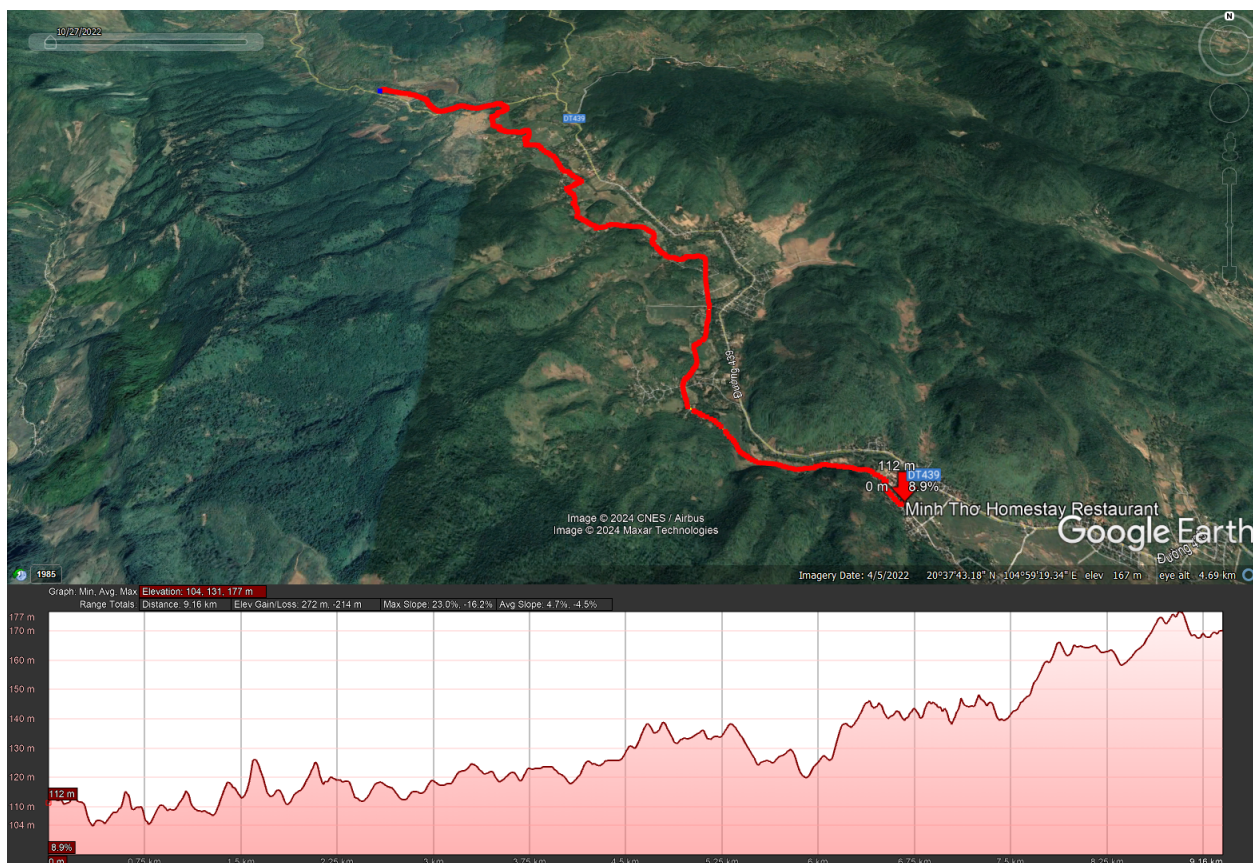 N
10/27/2022
DT439
Đường 439
112 m
DT439
0 m
8.9%
Minh Thơ Homestay Restaurant
Image © 2024 CNES / Airbus
Image © 2024 Maxar Technologies
Google Earth
1985
Imagery Date: 4/5/2022 20°37'43.18" N 104°59'19.34" E elev 167 m eye alt 4.69 km
Graph: Min, Avg, Max Elevation: 104, 131, 177 m
Range Totals: Distance: 9.16 km Elev Gain/Loss: 272 m, -214 m Max Slope: 23.0%, -16.2% Avg Slope: 4.7%, -4.5%
177 m
170 m
160 m
150 m
140 m
130 m
120 m
112 m
110 m
104 m
8.9%
0 m 0.75 km 1.5 km 2.25 km 3 km 3.75 km 4.5 km 5.25 km 6 km 6.75 km 7.5 km 8.25 km 9.16 km